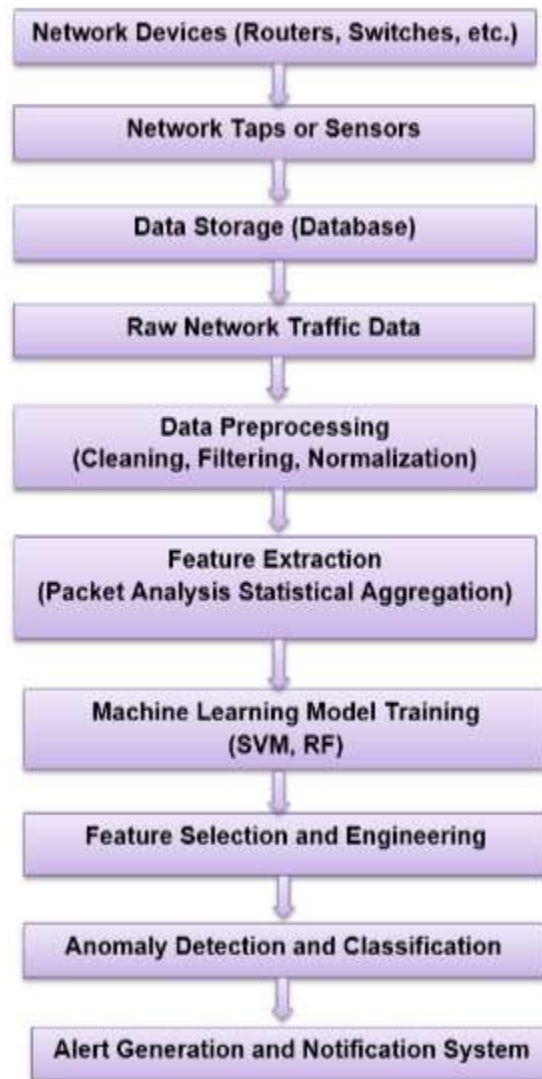 Network Devices (Routers, Switches, etc.)
Network Taps or Sensors
Data Storage (Database)
Raw Network Traffic Data
Data Preprocessing
(Cleaning, Filtering, Normalization)
Feature Extraction
(Packet Analysis Statistical Aggregation)
Machine Learning Model Training
(SVM, RF)
Feature Selection and Engineering
Anomaly Detection and Classification
Alert Generation and Notification System